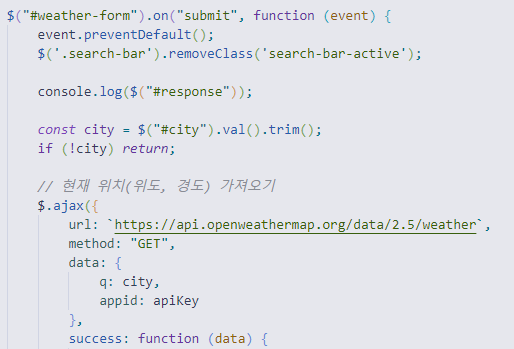 $("#weather-form").on("submit", function (event) {
event.preventDefault();
$('.search-bar').removeClass('search-bar-active');
console.log($("#response"));
const city = $("#city").val().trim();
if (!city) return;
// 현재 위치(위도, 경도) 가져오기
$.ajax({
url: `https://api.openweathermap.org/data/2.5/weather`,
method: "GET",
data: {
q: city,
appid: apiKey
},
success: function (data) {